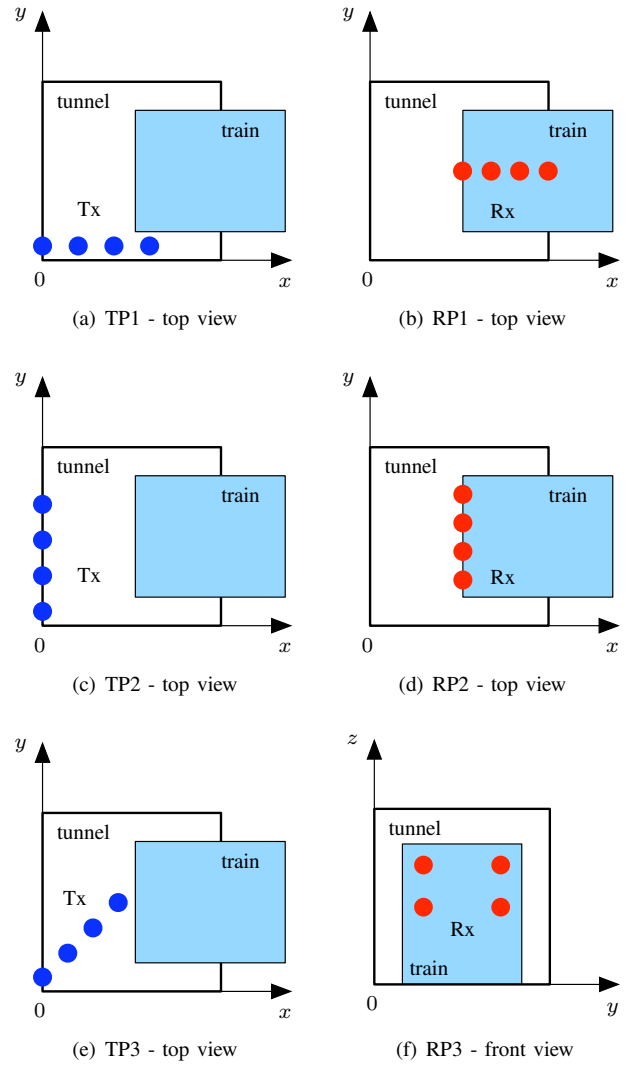 y
tunnel
train
Tx
0
x
(a) TP1 - top view
y
tunnel
train
Rx
0
x
(b) RP1 - top view
y
tunnel
train
Tx
0
x
(c) TP2 - top view
y
tunnel
train
Rx
0
x
(d) RP2 - top view
y
tunnel
train
Tx
0
x
(e) TP3 - top view
z
tunnel
Rx
train
0
y
(f) RP3 - front view